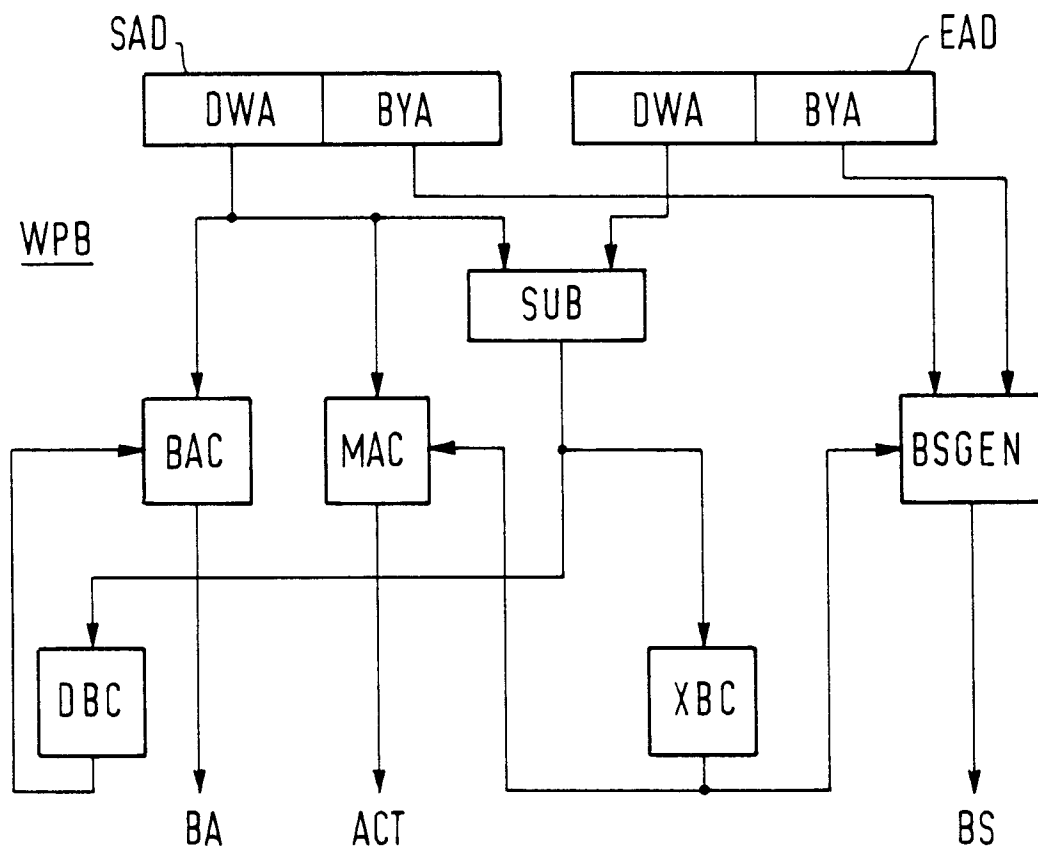 SAD
EAD
DWA BYA
DWA BYA
WPB
SUB
BAC
MAC
BSGEN
DBC
XBC
BA
ACT
BS